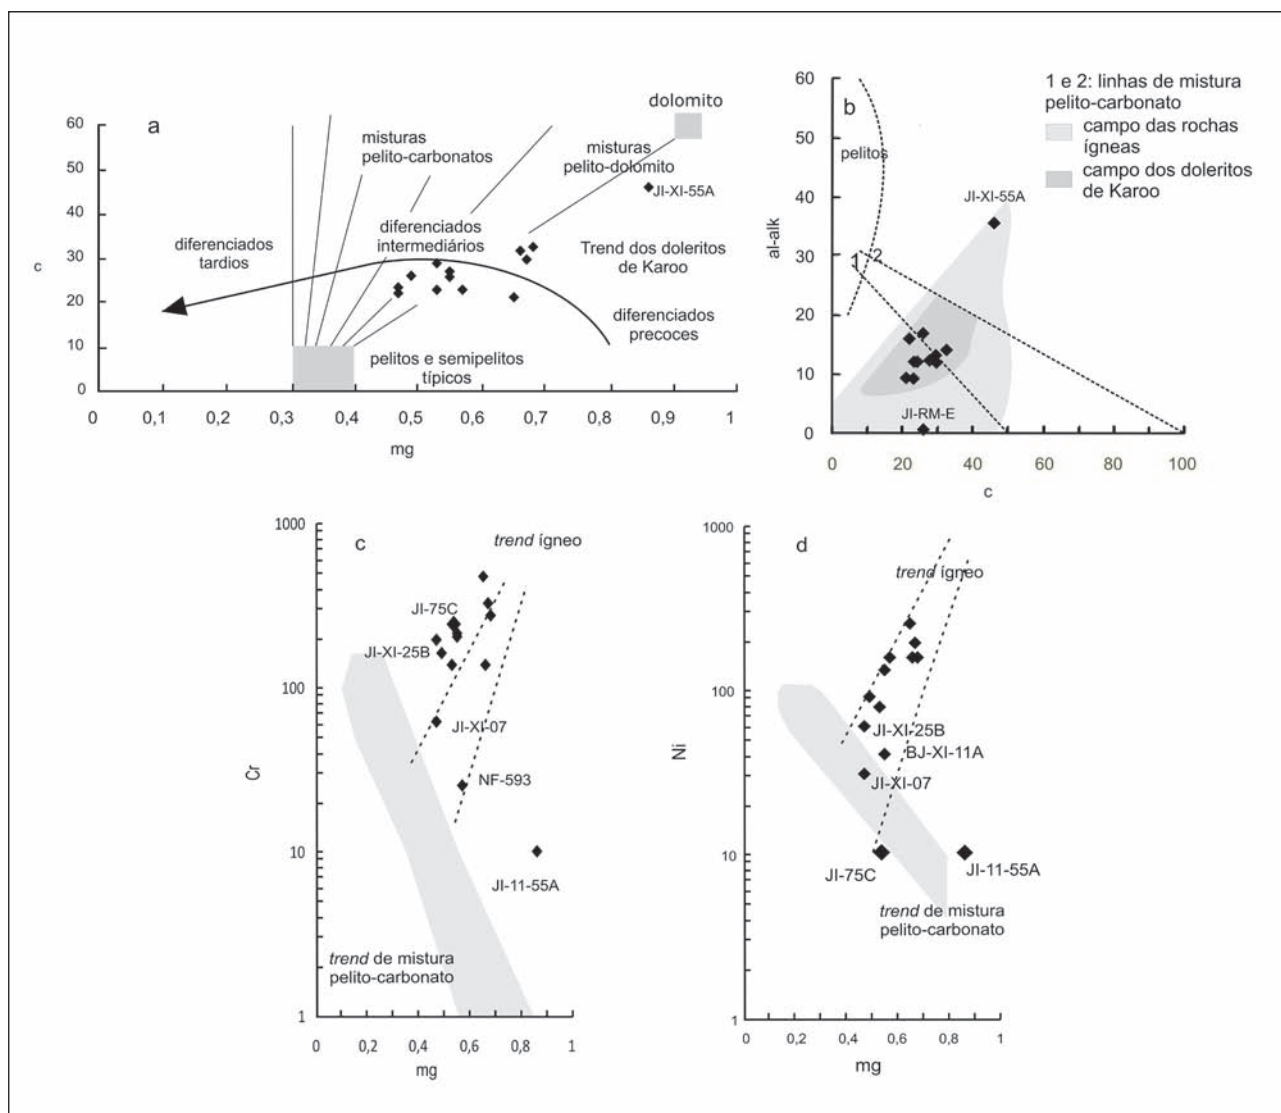 a
60
50
40
30
20
10
0
c
dolomito
misturas
pelito-carbonatos
misturas
pelito-dolomito
JI-XI-55A
diferenciados
tardios
diferenciados
intermediários
Trend dos doleritos
de Karoo
diferenciados
precoces
pelitos e semipelitos
típicos
0
0,1
0,2
0,3
0,4
0,5
0,6
0,7
0,8
0,9
1
mg
b
60
50
40
30
20
10
0
al-alk
pelitos
1
2
JI-XI-55A
JI-RM-E
1 e 2: linhas de mistura
pelito-carbonato
campo das rochas
ígneas
campo dos doleritos
de Karoo
0
20
40
60
80
100
c
c
1000
100
10
1
Cr
trend ígneo
JI-75C
JI-XI-25B
JI-XI-07
NF-593
JI-11-55A
trend de mistura
pelito-carbonato
0
0,2
0,4
0,6
0,8
1
mg
d
1000
100
10
1
Ni
trend ígneo
JI-XI-25B
BJ-XI-11A
JI-XI-07
JI-75C
JI-11-55A
trend de mistura
pelito-carbonato
0
0,2
0,4
0,6
0,8
1
mg